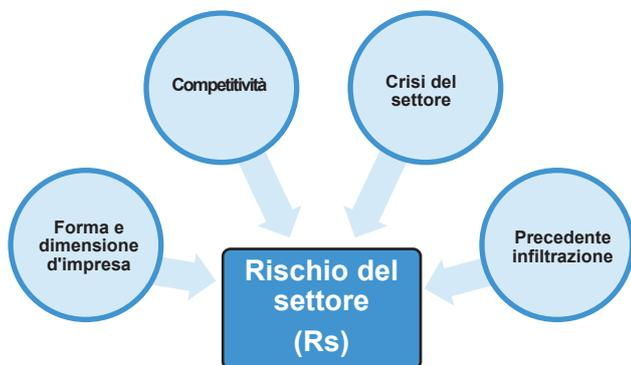 Competitività
Crisi del
settore
Forma e
dimensione
d'impresa
Precedente
infiltrazione
Rischio del
settore
(Rs)